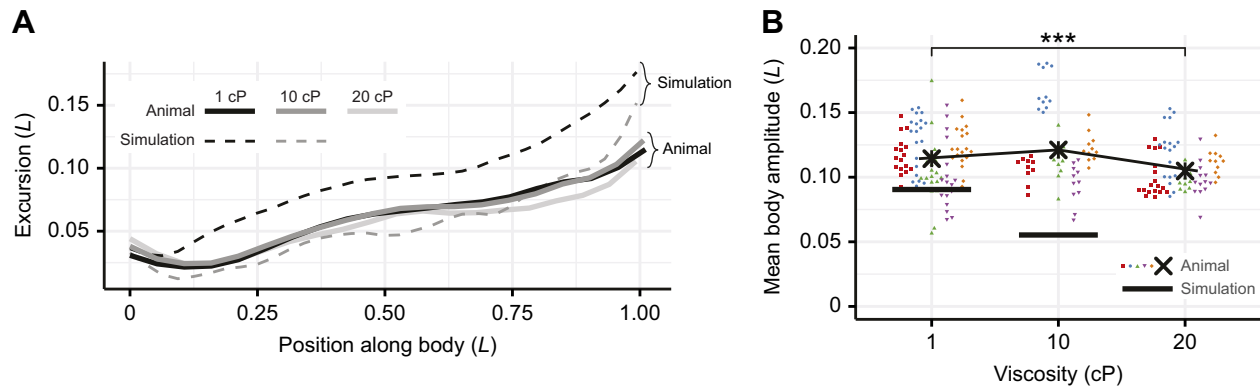 A
Excursion (L)
0.15
0.10
0.05
1 cP 10 cP 20 cP
Animal
Simulation
Simulation
Animal
0 0.25 0.50 0.75 1.00
Position along body (L)
B
Mean body amplitude (L)
0.20
0.15
0.10
0.05
0
***
Animal
Simulation
1 10 20
Viscosity (cP)